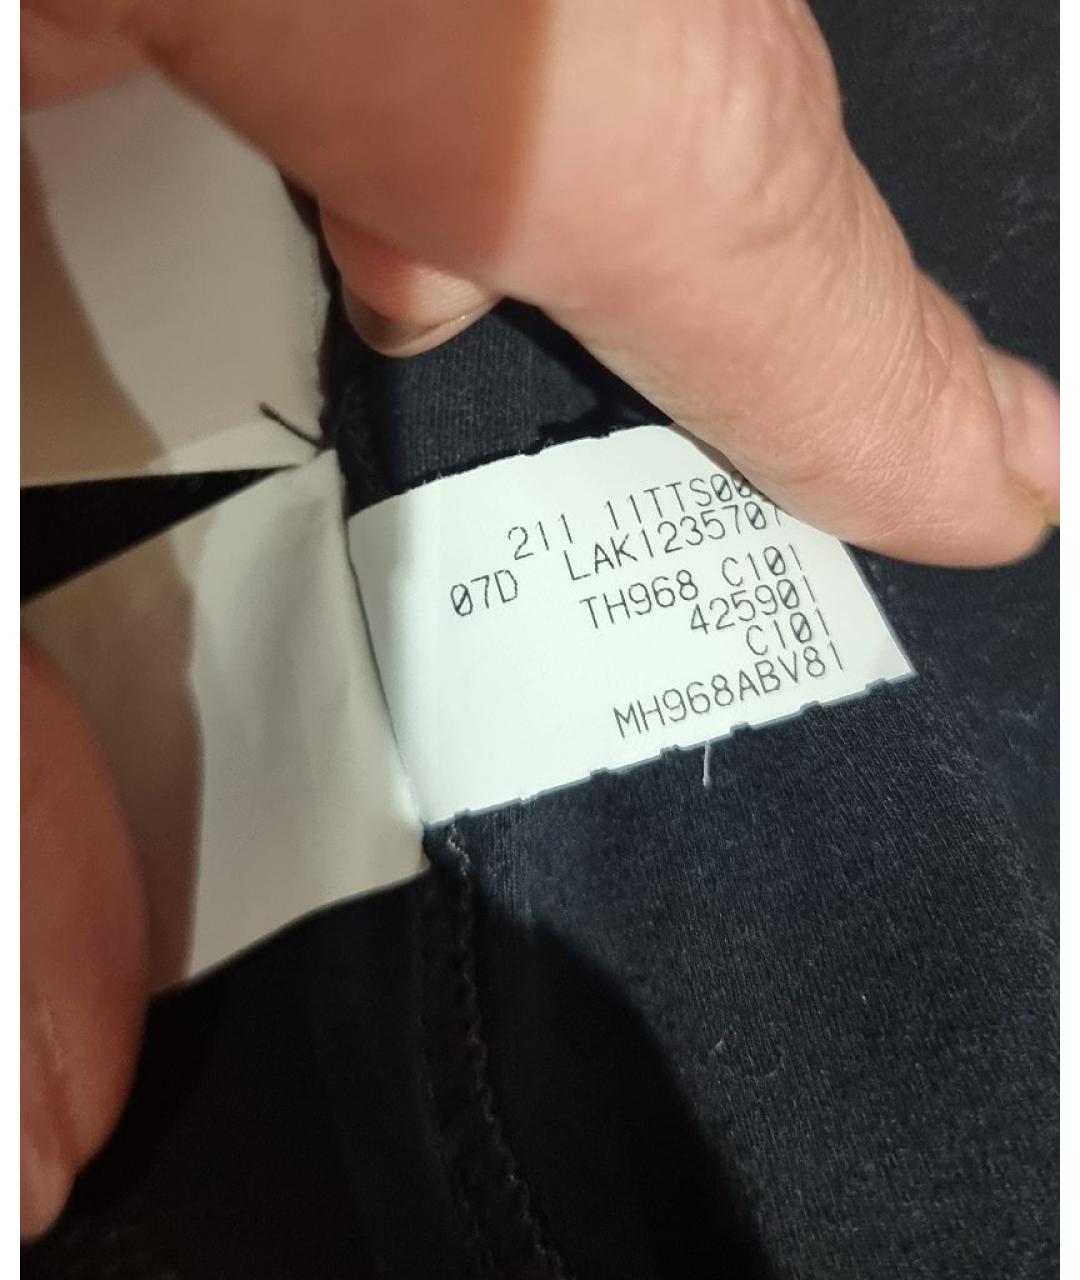 211 11TTS00
07D LAK1235707
TH968 C101
425901
C101
MH968ABV81